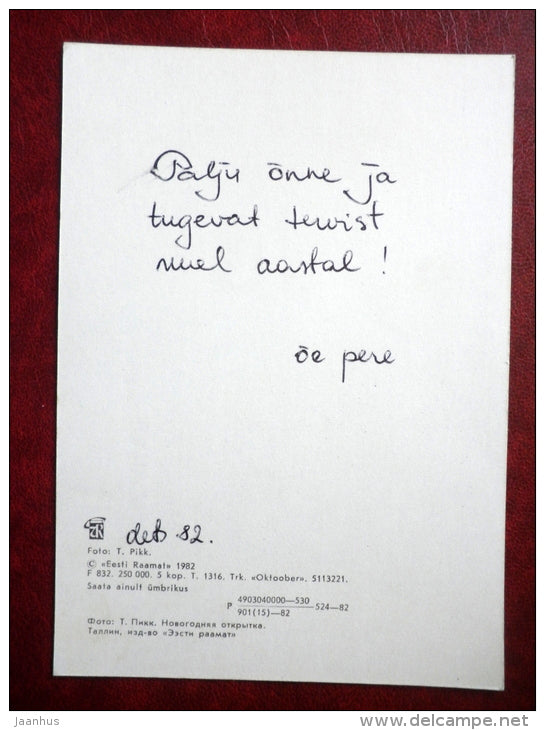 Palju õnne ja
tugevat tervist
uuel aastal !
õe pere
dets 82.
Foto: T. Pikk.
© «Eesti Raamat» 1982
F 832. 250 000. 5 kop. T. 1316. Trk. «Oktoober». 5113221.
Saata ainult ümbrikus
Р 4903040000—530
901(15)—82 524—82
Фото: Т. Пикк. Новогодняя открытка.
Таллин, изд-во «Ээсти раамат»
jaanhus
www.delcampe.net